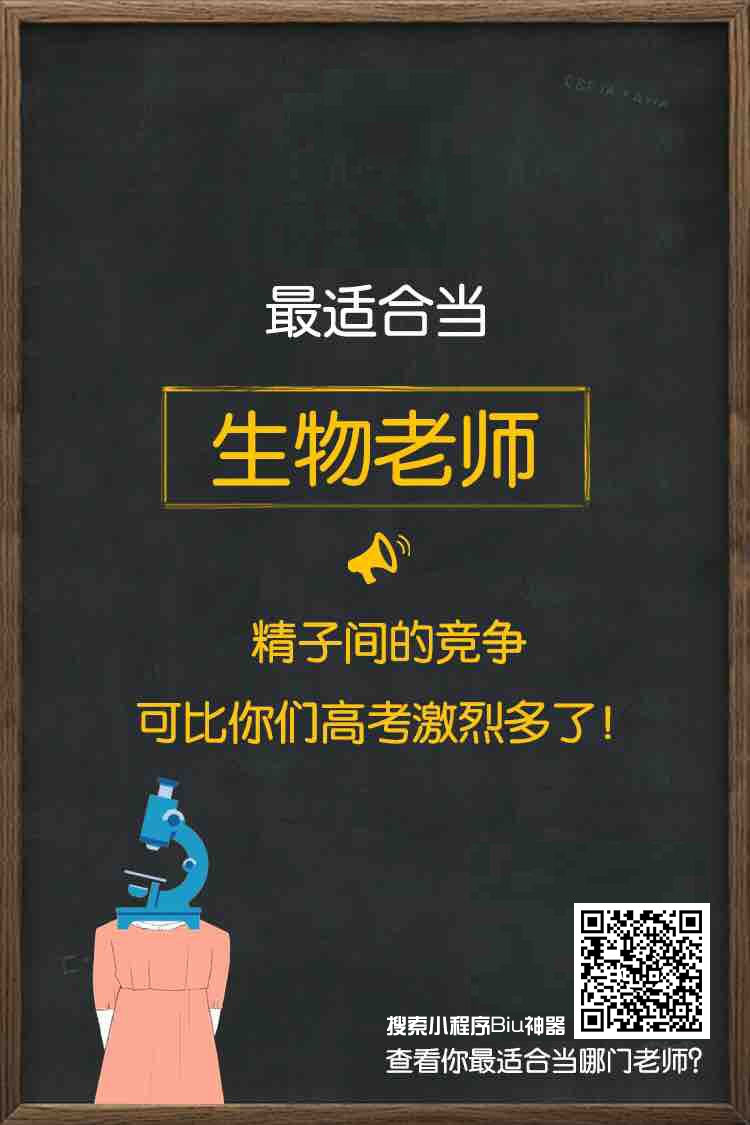 最适合当
生物老师
精子间的竞争
可比你们高考激烈多了!
搜索小程序Biu神器
查看你最适合当哪门老师?